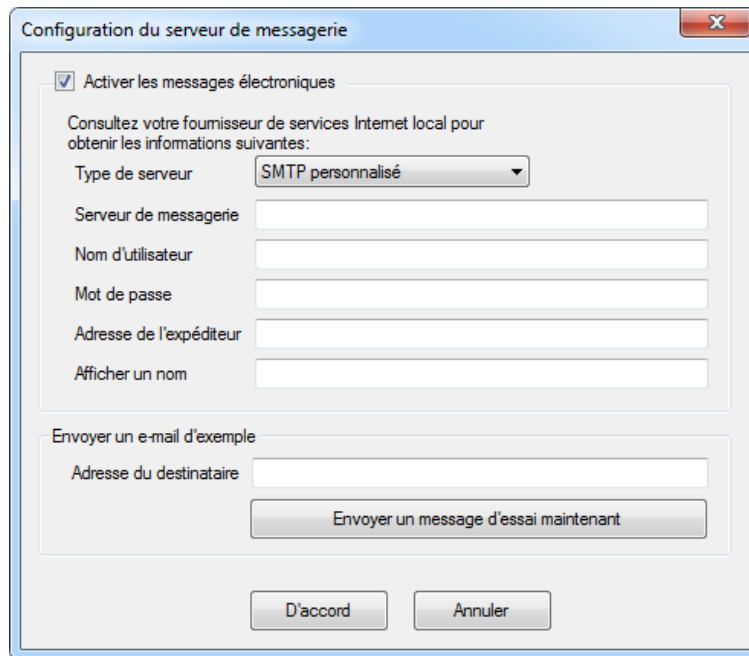 Configuration du serveur de messagerie
Activer les messages électroniques
Consultez votre fournisseur de services Internet local pour
obtenir les informations suivantes:
Type de serveur SMTP personnalisé
Serveur de messagerie
Nom d'utilisateur
Mot de passe
Adresse de l'expéditeur
Afficher un nom
Envoyer un e-mail d'exemple
Adresse du destinataire
Envoyer un message d'essai maintenant
D'accord Annuler